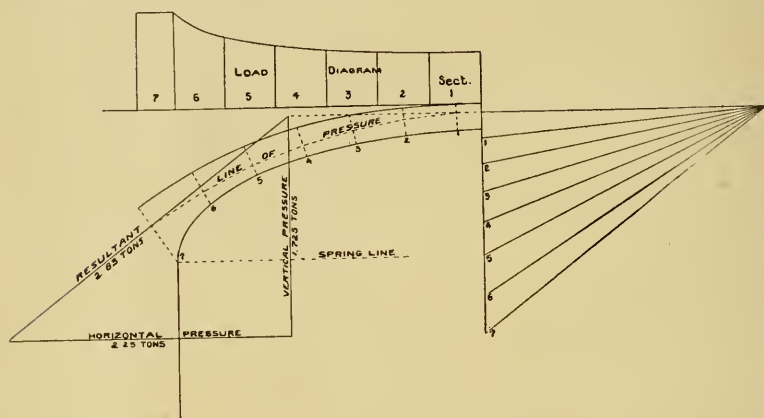 LOAD DIAGRAM Sect.
7 6 5 4 3 2 1
LINE OF PRESSURE
1
2
3
4
5
6
7
1
2
3
4
5
6
7
RESULTANT
2 85 TONS
VERTICAL PRESSURE
1.725 TONS
SPRING LINE
HORIZONTAL PRESSURE
2 25 TONS